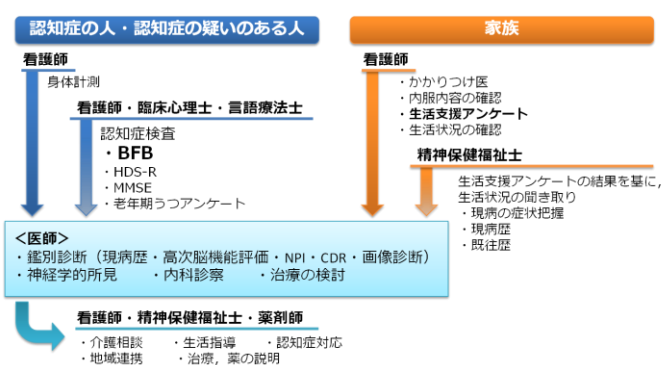 認知症の人・認知症の疑いのある人
看護師
身体計測
看護師・臨床心理士・言語療法士
認知症検査
・BFB
・HDS-R
・MMSE
・老年期うつアンケート
家族
看護師
・かかりつけ医
・内服内容の確認
・生活支援アンケート
・生活状況の確認
精神保健福祉士
生活支援アンケートの結果を基に，
生活状況の聞き取り
・現病の症状把握
・現病歴
・既往歴
＜医師＞
・鑑別診断（現病歴・高次脳機能評価・NPI・CDR・画像診断）
・神経学的所見　・内科診察　・治療の検討
看護師・精神保健福祉士・薬剤師
・介護相談　・生活指導　・認知症対応
・地域連携　・治療，薬の説明